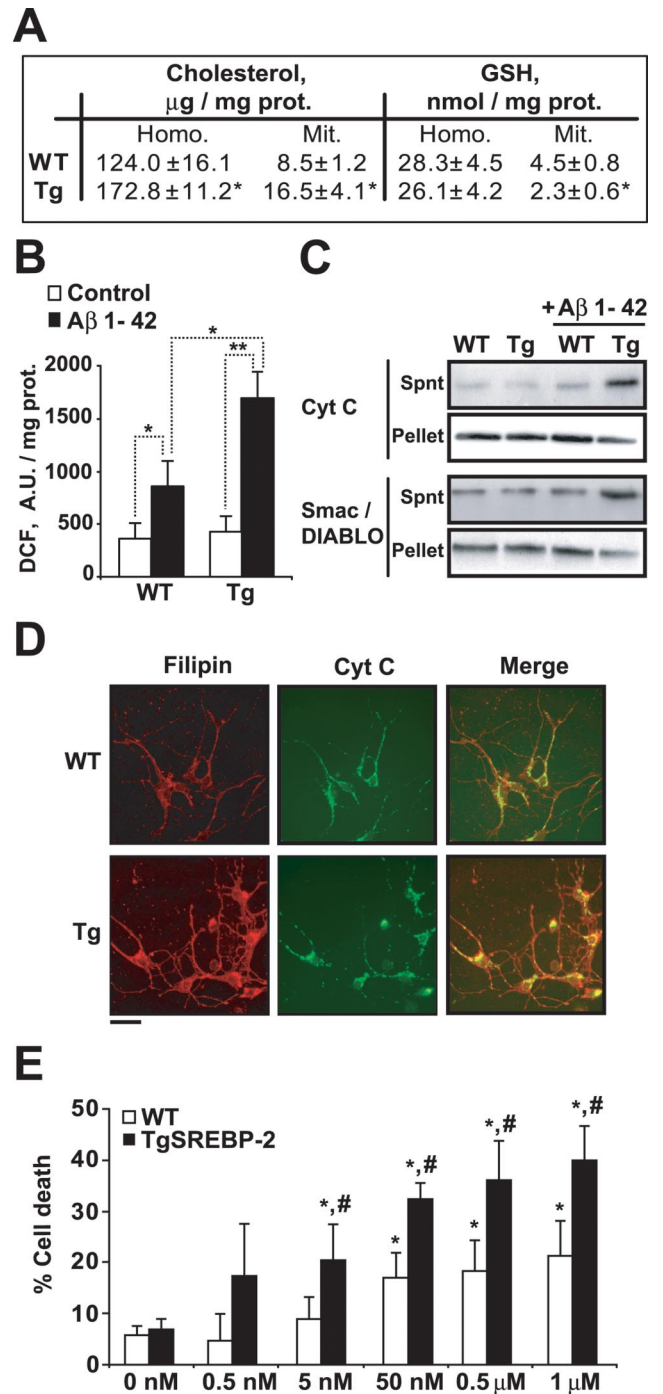 A
Cholesterol, GSH,
µg / mg prot. nmol / mg prot.
Homo. Mit. Homo. Mit.
WT 124.0 ±16.1 8.5±1.2 28.3±4.5 4.5±0.8
Tg 172.8 ±11.2* 16.5±4.1* 26.1±4.2 2.3±0.6*
B
Control
Aβ 1- 42
DCF, A.U. / mg prot.
2000
1500
1000
500
0
* ** *
WT Tg
C
+Aβ 1- 42
WT Tg WT Tg
Cyt C
Spnt
Pellet
Smac /
DIABLO
Spnt
Pellet
D
Filipin Cyt C Merge
WT
Tg
E
WT
TgSREBP-2
% Cell death
50
40
30
20
10
0
*,# *,# *,# *,#
* * *
0 nM 0.5 nM 5 nM 50 nM 0.5 µM 1 µM